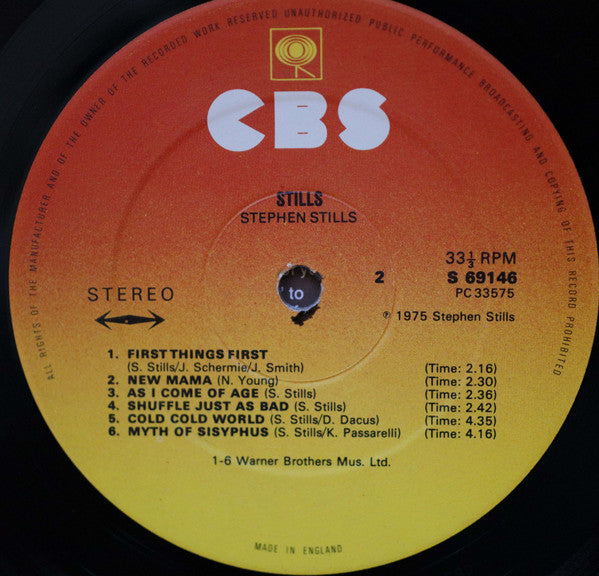 ALL RIGHTS OF THE MANUFACTURER AND OF THE OWNER OF THE RECORDED WORK RESERVED UNAUTHORIZED PUBLIC PERFORMANCE BROADCASTING AND COPYING OF THIS RECORD PROHIBITED
CBS
STILLS
STEPHEN STILLS
33⅓ RPM
2 S 69146
PC 33575
STEREO
℗ 1975 Stephen Stills
to
1. FIRST THINGS FIRST
(S. Stills/J. Schermie/J. Smith) (Time: 2.16)
2. NEW MAMA (N. Young) (Time: 2.30)
3. AS I COME OF AGE (S. Stills) (Time: 2.36)
4. SHUFFLE JUST AS BAD (S. Stills) (Time: 2.42)
5. COLD COLD WORLD (S. Stills/D. Dacus) (Time: 4.35)
6. MYTH OF SISYPHUS (S. Stills/K. Passarelli) (Time: 4.16)
1-6 Warner Brothers Mus. Ltd.
MADE IN ENGLAND